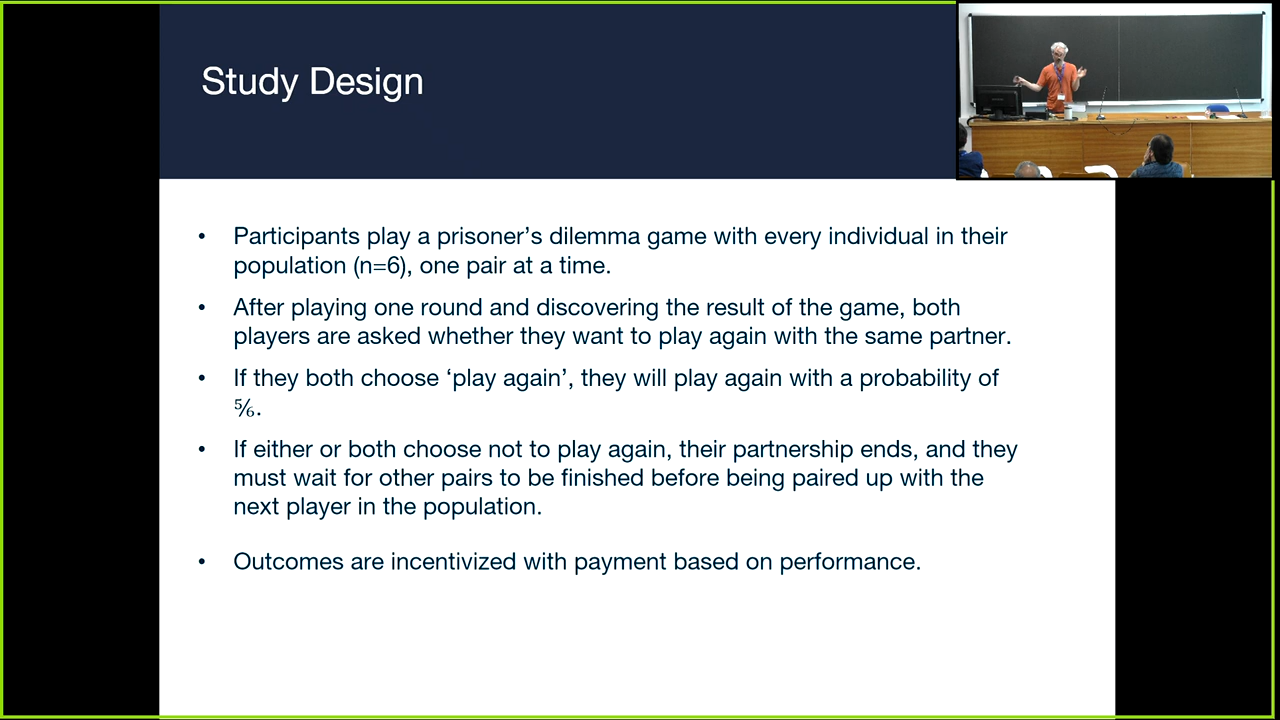 Study Design
• Participants play a prisoner’s dilemma game with every individual in their
population (n=6), one pair at a time.
• After playing one round and discovering the result of the game, both
players are asked whether they want to play again with the same partner.
• If they both choose ‘play again’, they will play again with a probability of
⅚.
• If either or both choose not to play again, their partnership ends, and they
must wait for other pairs to be finished before being paired up with the
next player in the population.
• Outcomes are incentivized with payment based on performance.